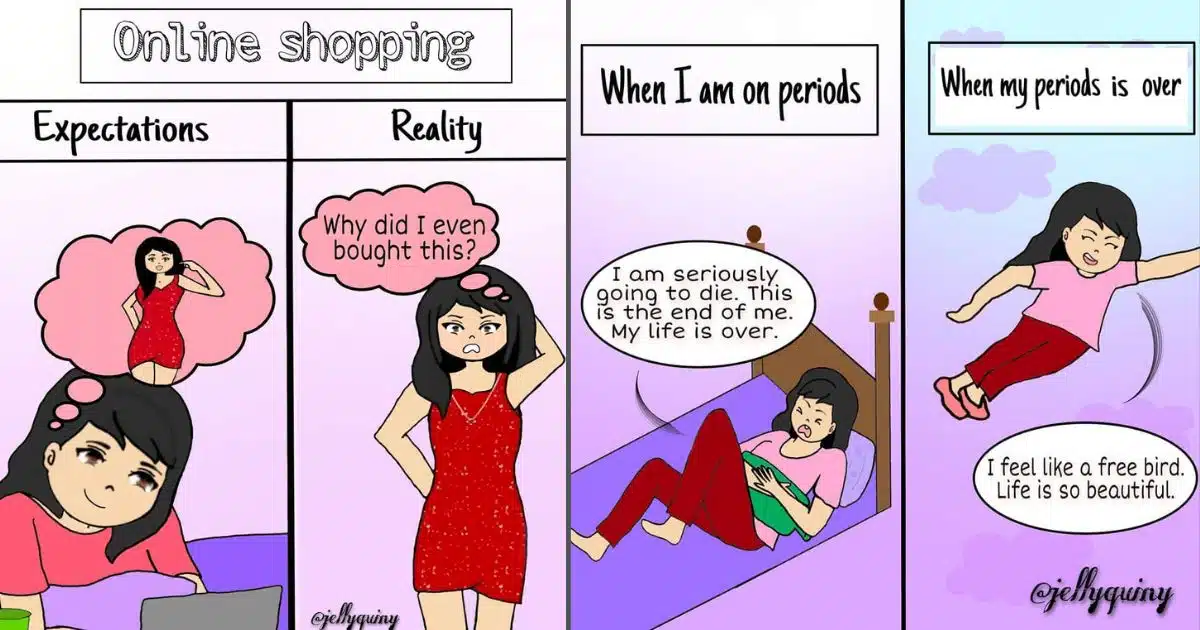 Online shopping
Expectations
Reality
Why did I even
bought this?
@jellyquiny
When I am on periods
I am seriously
going to die. This
is the end of me.
My life is over.
When my periods is over
I feel like a free bird.
Life is so beautiful.
@jellyquiny